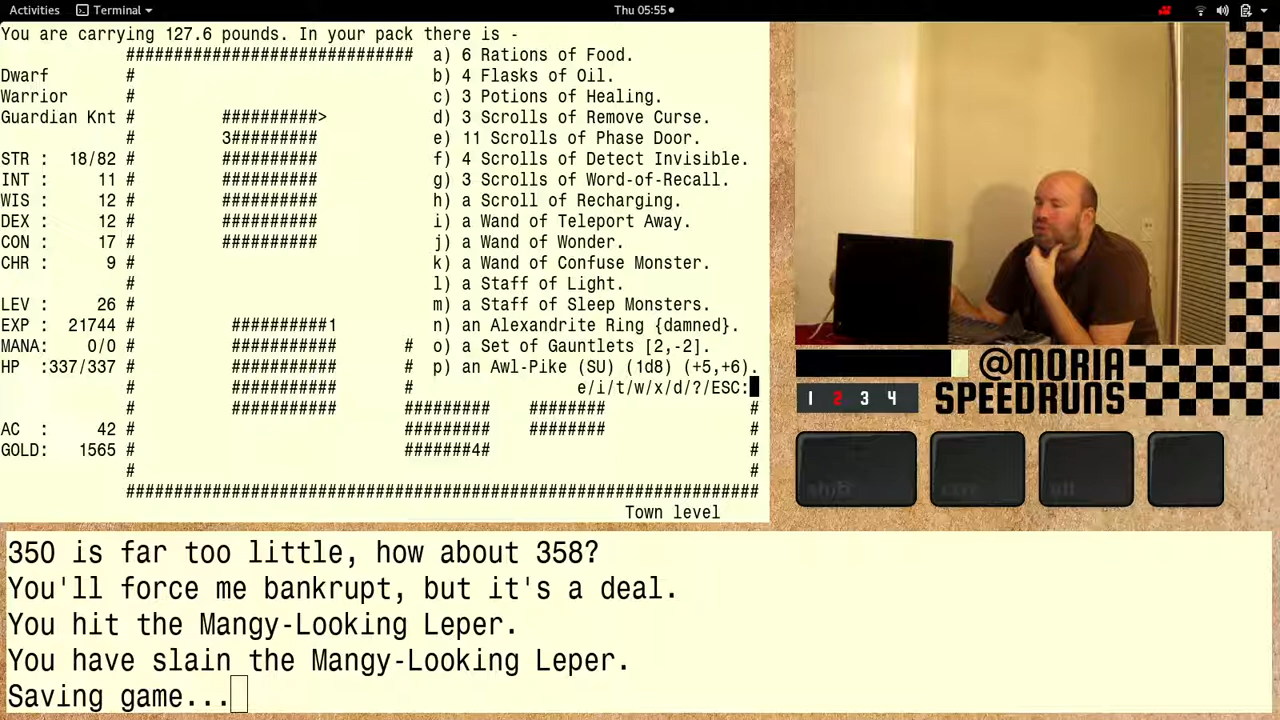 Activities Terminal Thu 05:55
You are carrying 127.6 pounds. In your pack there is -
############################## a) 6 Rations of Food.
Dwarf # b) 4 Flasks of Oil.
Warrior # c) 3 Potions of Healing.
Guardian Knt # ##########> d) 3 Scrolls of Remove Curse.
# 3######### e) 11 Scrolls of Phase Door.
STR : 18/82 # ########## f) 4 Scrolls of Detect Invisible.
INT : 11 # ########## g) 3 Scrolls of Word-of-Recall.
WIS : 12 # ########## h) a Scroll of Recharging.
DEX : 12 # ########## i) a Wand of Teleport Away.
CON : 17 # ########## j) a Wand of Wonder.
CHR : 9 # k) a Wand of Confuse Monster.
# l) a Staff of Light.
LEV : 26 # m) a Staff of Sleep Monsters.
EXP : 21744 # ##########1 n) an Alexandrite Ring {damned}.
MANA: 0/0 # ########### # o) a Set of Gauntlets [2,-2].
HP :337/337 # ########### # p) an Awl-Pike (SU) (1d8) (+5,+6).
# ########### # e/i/t/w/x/d/?/ESC:
# ########### ######### ######## #
AC : 42 # ######### ######## #
GOLD: 1565 # #######4# #
# #
##################################################################
Town level
350 is far too little, how about 358?
You'll force me bankrupt, but it's a deal.
You hit the Mangy-Looking Leper.
You have slain the Mangy-Looking Leper.
Saving game...
@MORIA
SPEEDRUNS
1 2 3 4
shift ctrl alt